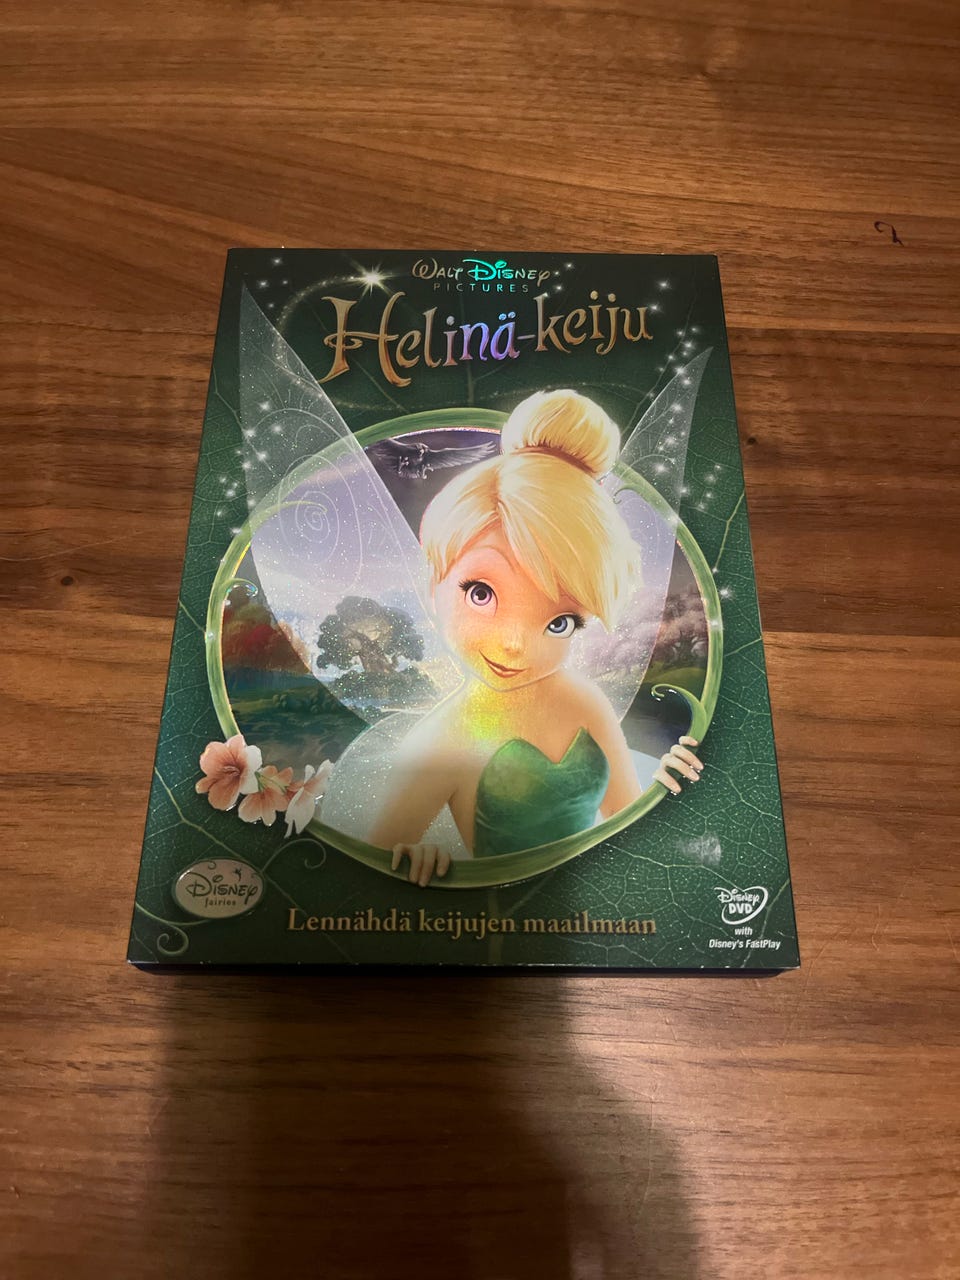 WALT DISNEY
PICTURES
Helinä-keiju
DISNEY
fairies
Lennähdä keijujen maailmaan
Disney
DVD
with
Disney's FastPlay